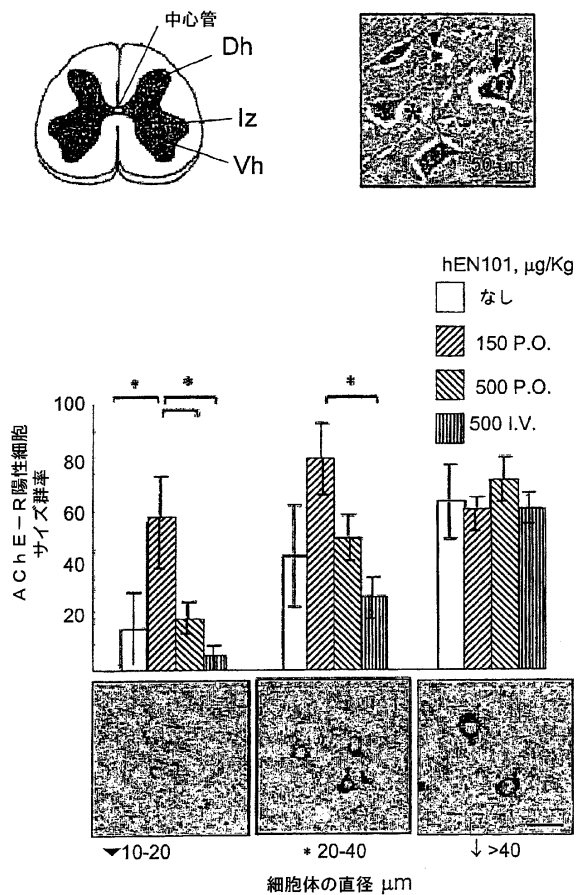 中心管
Dh
Iz
Vh
50 μm
hEN101, μg/Kg
なし
150 P.O.
500 P.O.
500 I.V.
* *
*
100
80
60
40
20
AChE－R陽性細胞
サイズ群率
▼10-20
* 20-40
↓ >40
細胞体の直径 μm